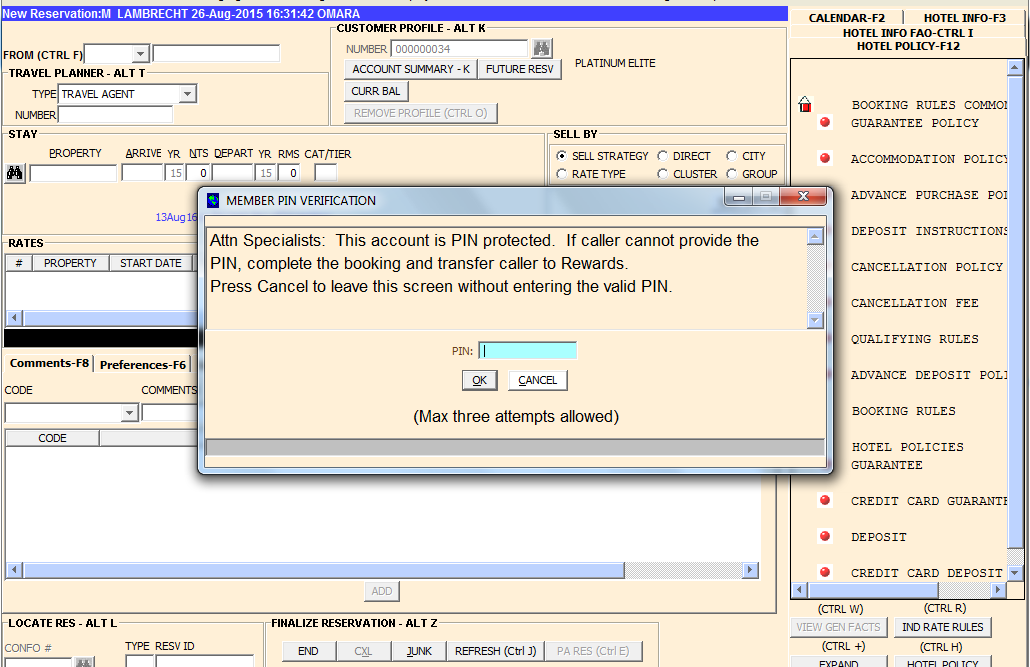 New Reservation:M LAMBRECHT 26-Aug-2015 16:31:42 OMARA
CALENDAR-F2
HOTEL INFO-F3
HOTEL INFO FAO-CTRL I
HOTEL POLICY-F12
FROM (CTRL F)
CUSTOMER PROFILE - ALT K
NUMBER 000000034
PLATINUM ELITE
ACCOUNT SUMMARY - K
FUTURE RESV
CURR BAL
REMOVE PROFILE (CTRL O)
TRAVEL PLANNER - ALT T
TYPE TRAVEL AGENT
NUMBER
STAY
PROPERTY ARRIVE YR NTS DEPART YR RMS CAT/TIER
15 0 15 0
13Aug16
SELL BY
SELL STRATEGY DIRECT CITY
RATE TYPE CLUSTER GROUP
RATES
# PROPERTY START DATE
MEMBER PIN VERIFICATION
Attn Specialists: This account is PIN protected. If caller cannot provide the
PIN, complete the booking and transfer caller to Rewards.
Press Cancel to leave this screen without entering the valid PIN.
PIN:
OK CANCEL
(Max three attempts allowed)
Comments-F8 Preferences-F6
CODE COMMENTS
CODE
ADD
BOOKING RULES COMMON
GUARANTEE POLICY
ACCOMMODATION POLICY
ADVANCE PURCHASE POL
DEPOSIT INSTRUCTIONS
CANCELLATION POLICY
CANCELLATION FEE
QUALIFYING RULES
ADVANCE DEPOSIT POLI
BOOKING RULES
HOTEL POLICIES
GUARANTEE
CREDIT CARD GUARANTE
DEPOSIT
CREDIT CARD DEPOSIT
LOCATE RES - ALT L
CONFO # TYPE RESV ID
FINALIZE RESERVATION - ALT Z
END CXL JUNK REFRESH (Ctrl J) PA RES (Ctrl E)
(CTRL W) (CTRL R)
VIEW GEN FACTS IND RATE RULES
(CTRL +) (CTRL H)
EXPAND HOTEL POLICY